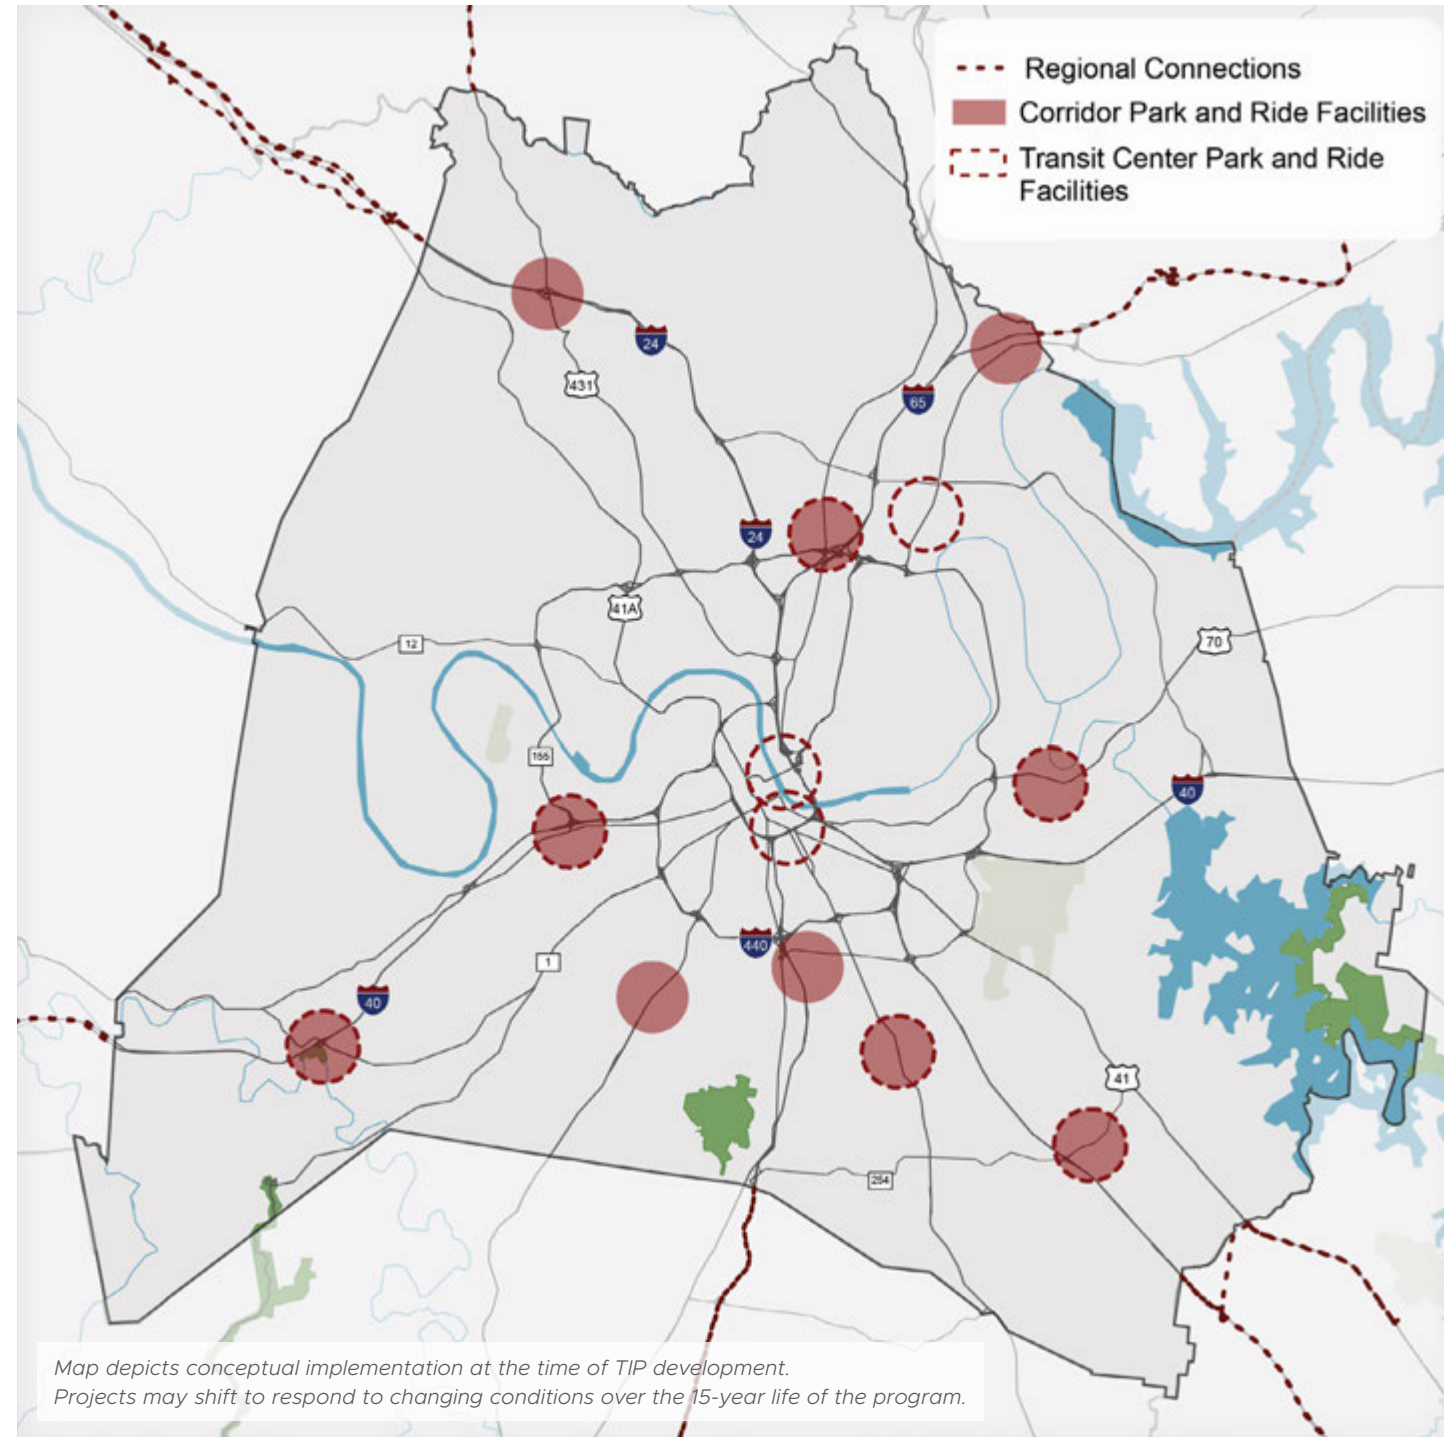 Regional Connections
Corridor Park and Ride Facilities
Transit Center Park and Ride
Facilities
24
431
65
24
41A
12
70
155
40
440
1
40
41
254
Map depicts conceptual implementation at the time of TIP development.
Projects may shift to respond to changing conditions over the 15-year life of the program.